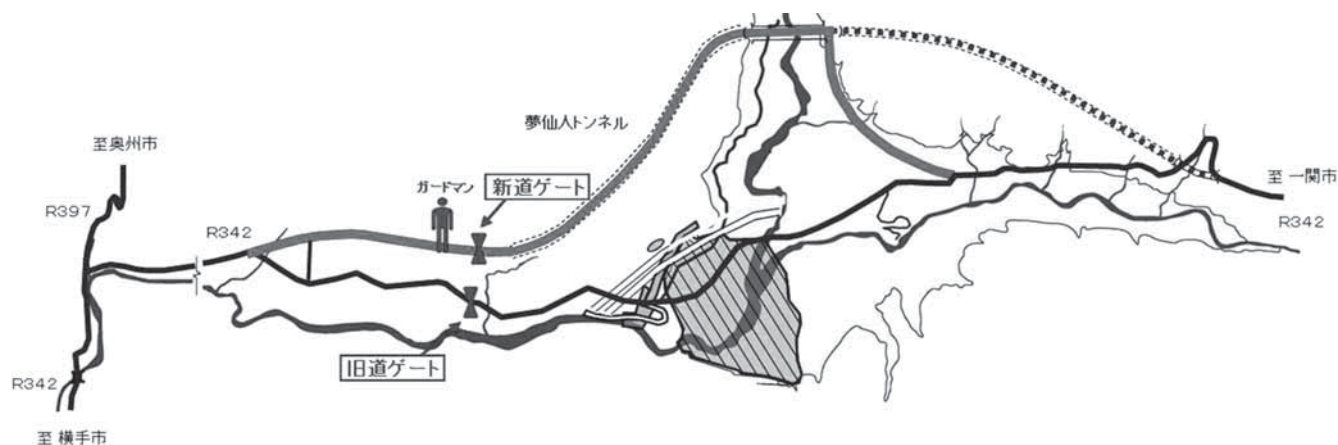 夢仙人トンネル
至奥州市
ガードマン
新道ゲート
至 一関市
R397
R342
R342
旧道ゲート
R342
至 横手市